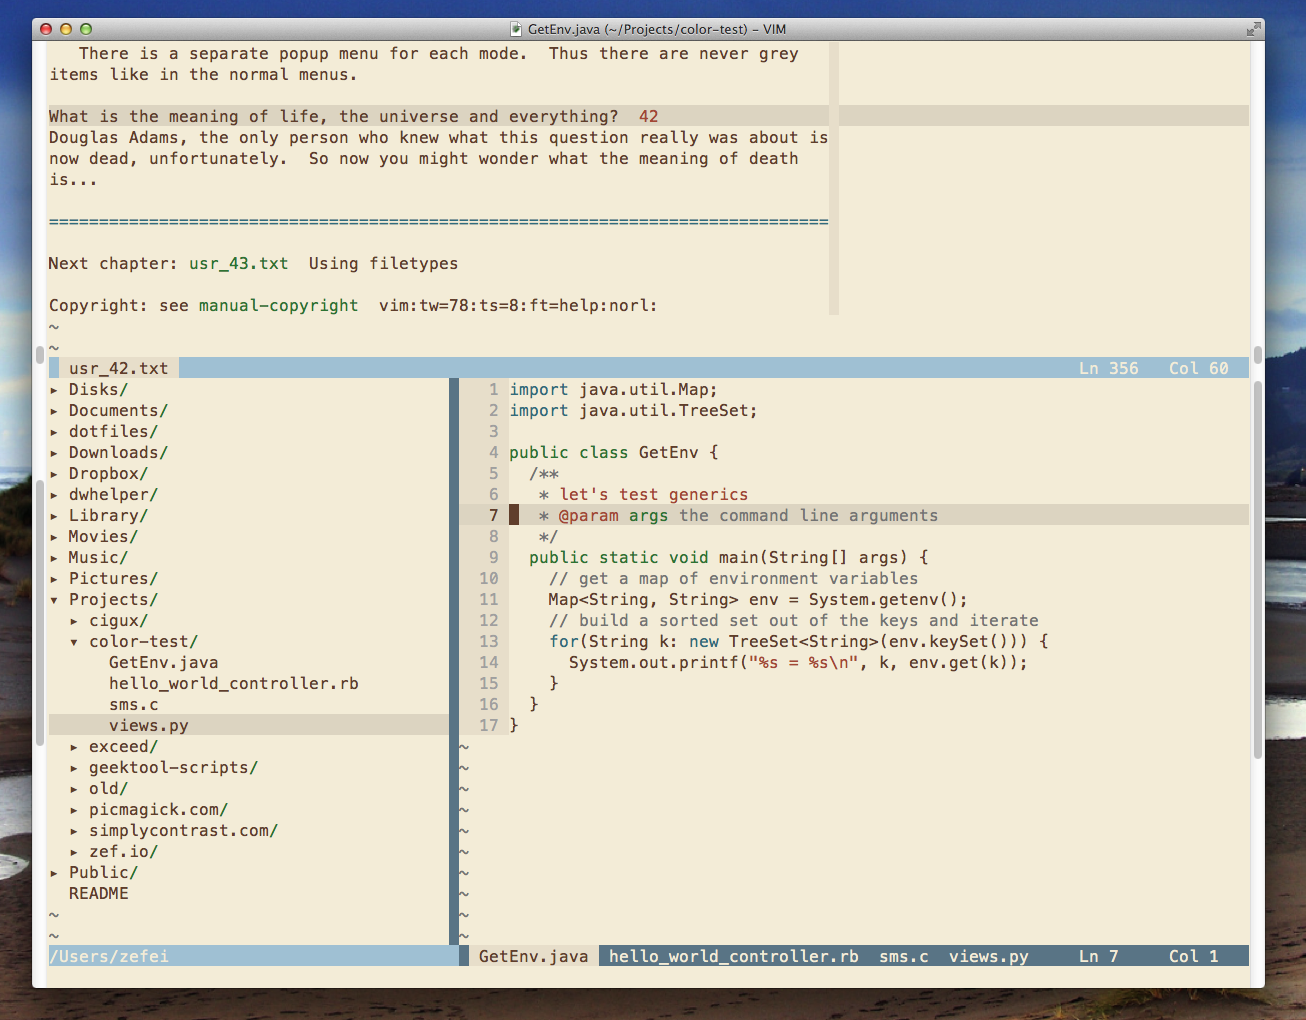 GetEnv.java (~/Projects/color-test) - VIM
There is a separate popup menu for each mode.  Thus there are never grey
items like in the normal menus.
What is the meaning of life, the universe and everything?  42
Douglas Adams, the only person who knew what this question really was about is
now dead, unfortunately.  So now you might wonder what the meaning of death
is...
==============================================================================
Next chapter: usr_43.txt  Using filetypes
Copyright: see manual-copyright  vim:tw=78:ts=8:ft=help:norl:
~
~
usr_42.txt Ln 356 Col 60
▸ Disks/
▸ Documents/
▸ dotfiles/
▸ Downloads/
▸ Dropbox/
▸ dwhelper/
▸ Library/
▸ Movies/
▸ Music/
▸ Pictures/
▾ Projects/
▸ cigux/
▾ color-test/
GetEnv.java
hello_world_controller.rb
sms.c
views.py
▸ exceed/
▸ geektool-scripts/
▸ old/
▸ picmagick.com/
▸ simplycontrast.com/
▸ zef.io/
▸ Public/
README
~
~
/Users/zefei
1 import java.util.Map;
2 import java.util.TreeSet;
3
4 public class GetEnv {
5   /**
6    * let's test generics
7    * @param args the command line arguments
8    */
9   public static void main(String[] args) {
10     // get a map of environment variables
11     Map<String, String> env = System.getenv();
12     // build a sorted set out of the keys and iterate
13     for(String k: new TreeSet<String>(env.keySet())) {
14       System.out.printf("%s = %s\n", k, env.get(k));
15     }
16   }
17 }
~
~
~
~
~
~
~
~
~
~
GetEnv.java hello_world_controller.rb sms.c views.py Ln 7 Col 1